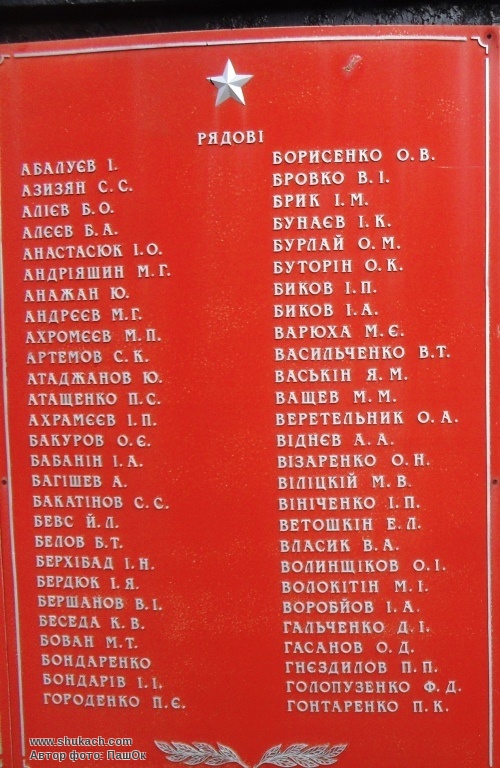 РЯДОВІ
АБАЛУЄВ І.
АЗИЗЯН С. С.
АЛІЄВ Б. О.
АЛЄЄВ Б. А.
АНАСТАСЮК І. О.
АНДРІЯШИН М. Г.
АНАЖАН Ю.
АНДРЄЄВ М. Г.
АХРОМЄЄВ М. П.
АРТЕМОВ С. К.
АТАДЖАНОВ Ю.
АТАЩЕНКО П. С.
АХРАМЄЄВ І. П.
БАКУРОВ О. Є.
БАБАНІН І. А.
БАГІШЕВ А.
БАКАТІНОВ С. С.
БЕВС Й. Л.
БЕЛОВ Б. Т.
БЕРХІБАД І. Н.
БЕРДЮК І. Я.
БЕРШАНОВ В. І.
БЕСЕДА К. В.
БОВАН М. Т.
БОНДАРЕНКО
БОНДАРІВ І. І.
ГОРОДЕНКО П. Є.
БОРИСЕНКО О. В.
БРОВКО В. І.
БРИК І. М.
БУНАЄВ І. К.
БУРЛАЙ О. М.
БУТОРІН О. К.
БИКОВ І. П.
БИКОВ І. А.
ВАРЮХА М. Є.
ВАСИЛЬЧЕНКО В. Т.
ВАСЬКІН Я. М.
ВАЩЕВ М. М.
ВЕРЕТЕЛЬНИК О. А.
ВІДНЄВ А. А.
ВІЗАРЕНКО О. Н.
ВІЛІЦКІЙ М. В.
ВІНІЧЕНКО І. П.
ВЕТОШКІН Е. Л.
ВЛАСИК В. А.
ВОЛИНЩІКОВ О. І.
ВОЛОКІТІН М. І.
ВОРОБЙОВ І. А.
ГАЛЬЧЕНКО Д. І.
ГАСАНОВ О. Д.
ГНЄЗДИЛОВ П. П.
ГОЛОПУЗЕНКО Ф. Д.
ГОНТАРЕНКО П. К.
www.shukach.com
Автор фото: ПашОк